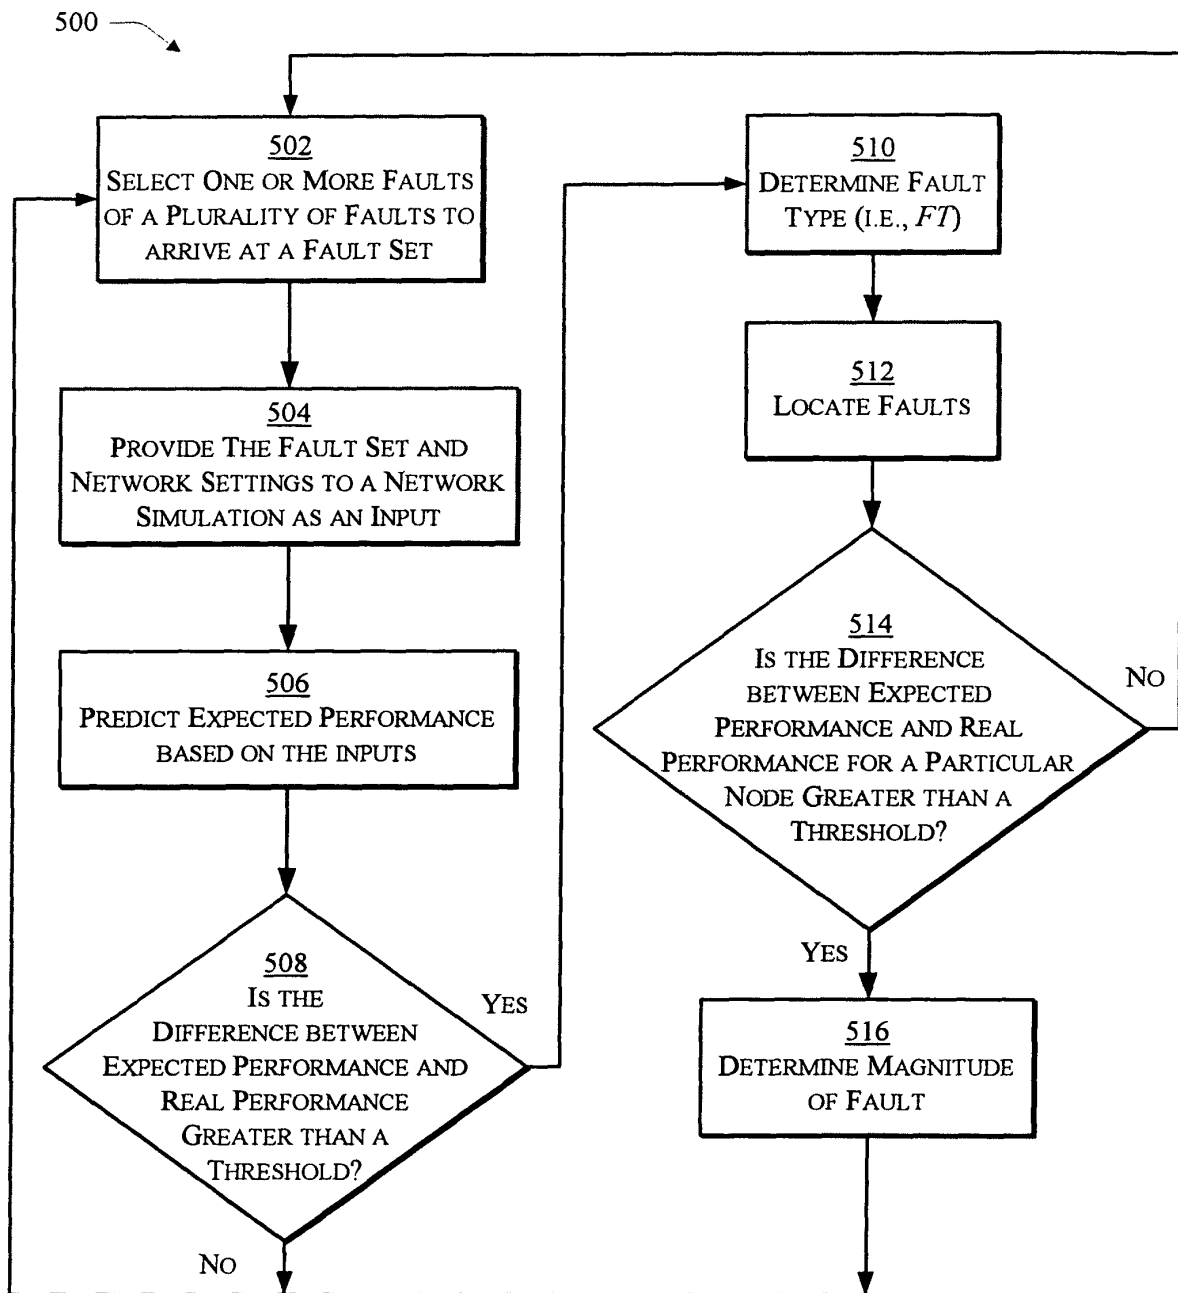 500
502
SELECT ONE OR MORE FAULTS
OF A PLURALITY OF FAULTS TO
ARRIVE AT A FAULT SET
504
PROVIDE THE FAULT SET AND
NETWORK SETTINGS TO A NETWORK
SIMULATION AS AN INPUT
506
PREDICT EXPECTED PERFORMANCE
BASED ON THE INPUTS
508
IS THE
DIFFERENCE BETWEEN
EXPECTED PERFORMANCE AND
REAL PERFORMANCE
GREATER THAN A
THRESHOLD?
YES
NO
510
DETERMINE FAULT
TYPE (I.E., FT)
512
LOCATE FAULTS
514
IS THE DIFFERENCE
BETWEEN EXPECTED
PERFORMANCE AND REAL
PERFORMANCE FOR A PARTICULAR
NODE GREATER THAN A
THRESHOLD?
NO
YES
516
DETERMINE MAGNITUDE
OF FAULT